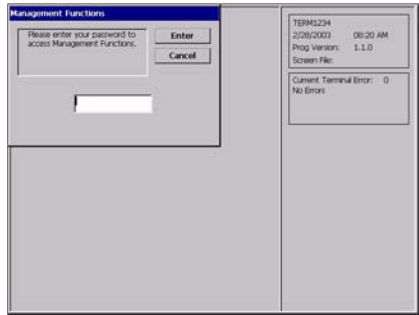 Management Functions
Please enter your password to
access Management Functions.
Enter
Cancel
TERM1234
2/28/2003 08:20 AM
Prog Version: 1.1.0
Screen File:
Current Terminal Error: 0
No Errors